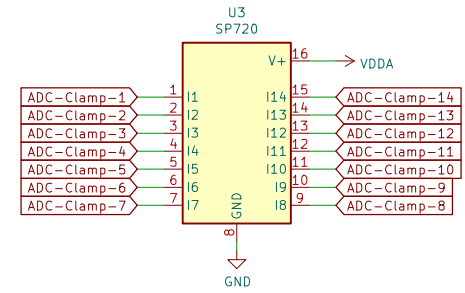 U3
SP720
16
V+
VDDA
ADC-Clamp-1 1 I1 I14 15 ADC-Clamp-14
ADC-Clamp-2 2 I2 I13 14 ADC-Clamp-13
ADC-Clamp-3 3 I3 I12 13 ADC-Clamp-12
ADC-Clamp-4 4 I4 I11 12 ADC-Clamp-11
ADC-Clamp-5 5 I5 I10 11 ADC-Clamp-10
ADC-Clamp-6 6 I6 I9 10 ADC-Clamp-9
ADC-Clamp-7 7 I7 I8 9 ADC-Clamp-8
GND
8
GND